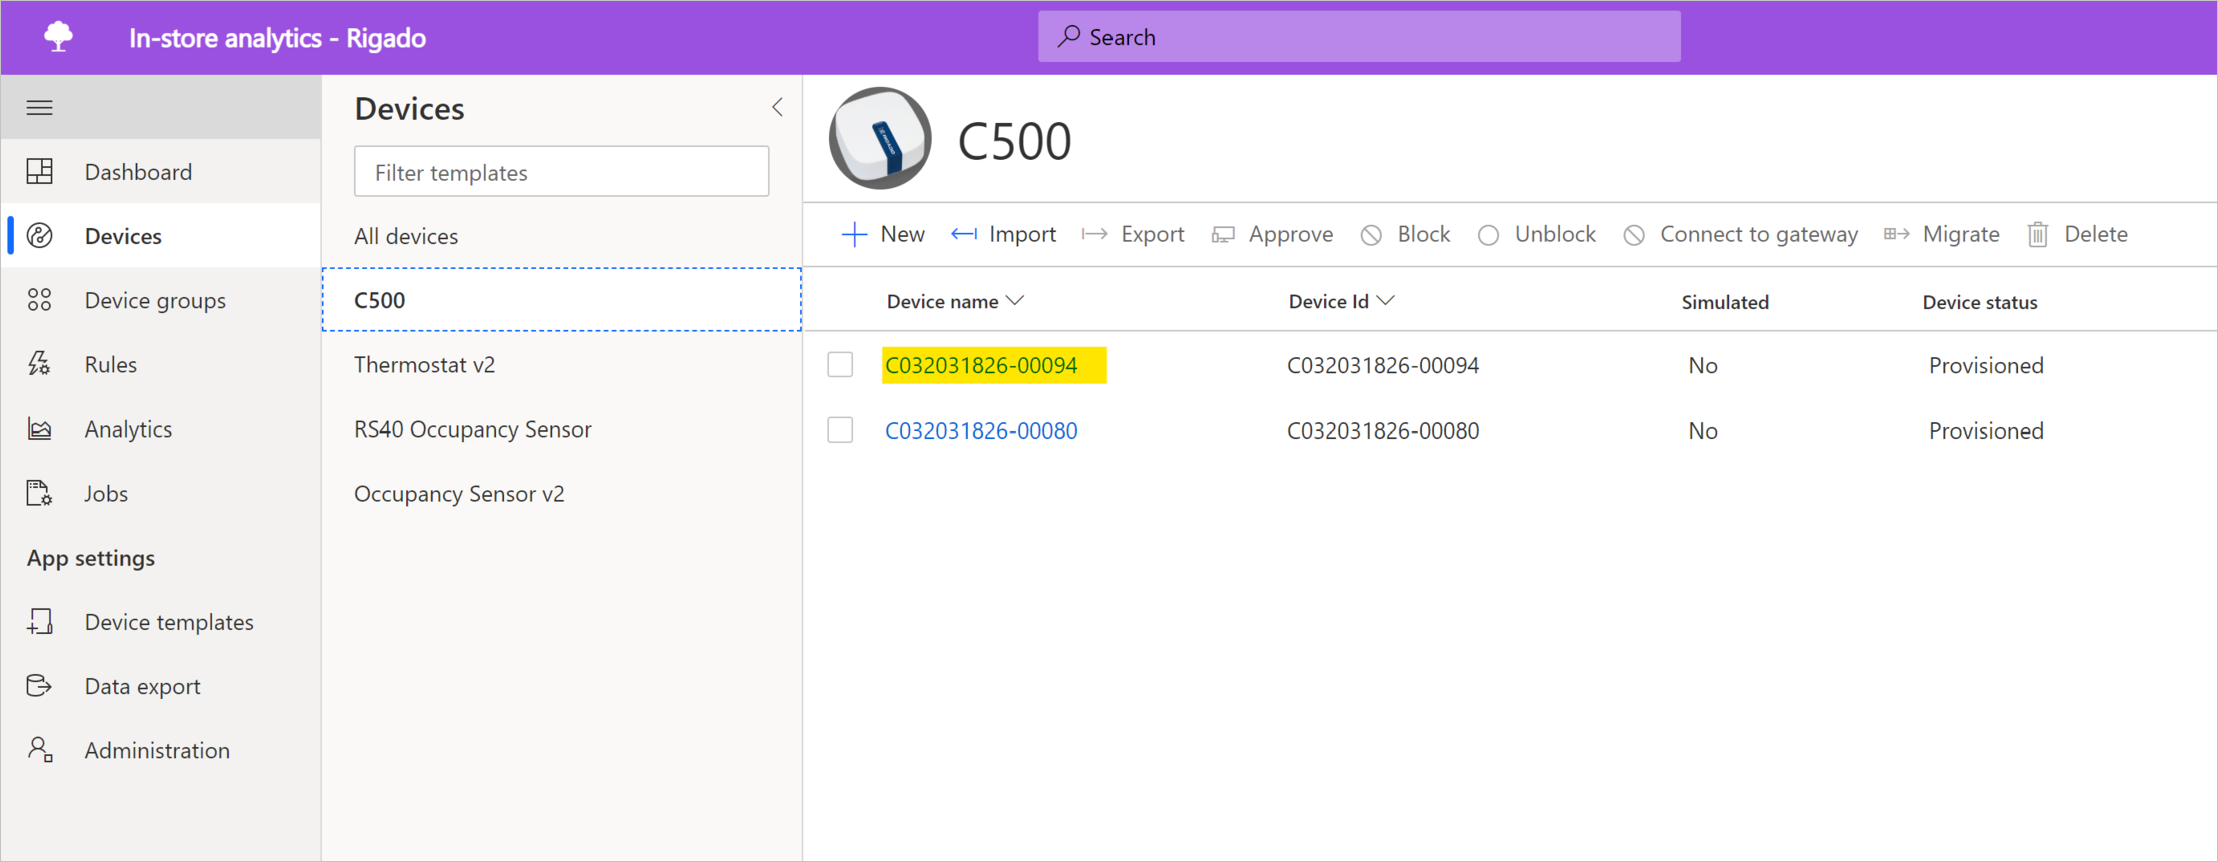 In-store analytics - Rigado
Search
Dashboard
Devices
Device groups
Rules
Analytics
Jobs
App settings
Device templates
Data export
Administration
Devices
Filter templates
All devices
C500
Thermostat v2
RS40 Occupancy Sensor
Occupancy Sensor v2
C500
New Import Export Approve Block Unblock Connect to gateway Migrate Delete
Device name Device Id Simulated Device status
C032031826-00094 C032031826-00094 No Provisioned
C032031826-00080 C032031826-00080 No Provisioned